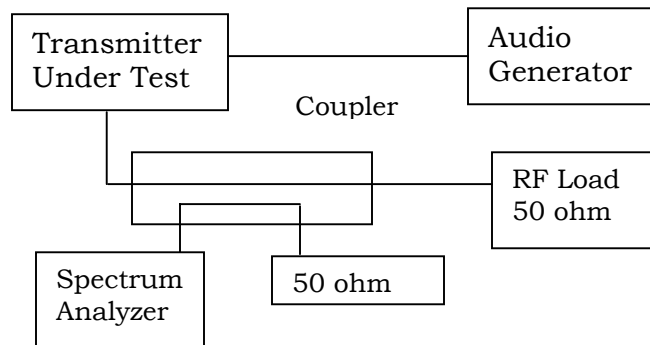 Transmitter
Under Test
Audio
Generator
Coupler
RF Load
50 ohm
Spectrum
Analyzer
50 ohm